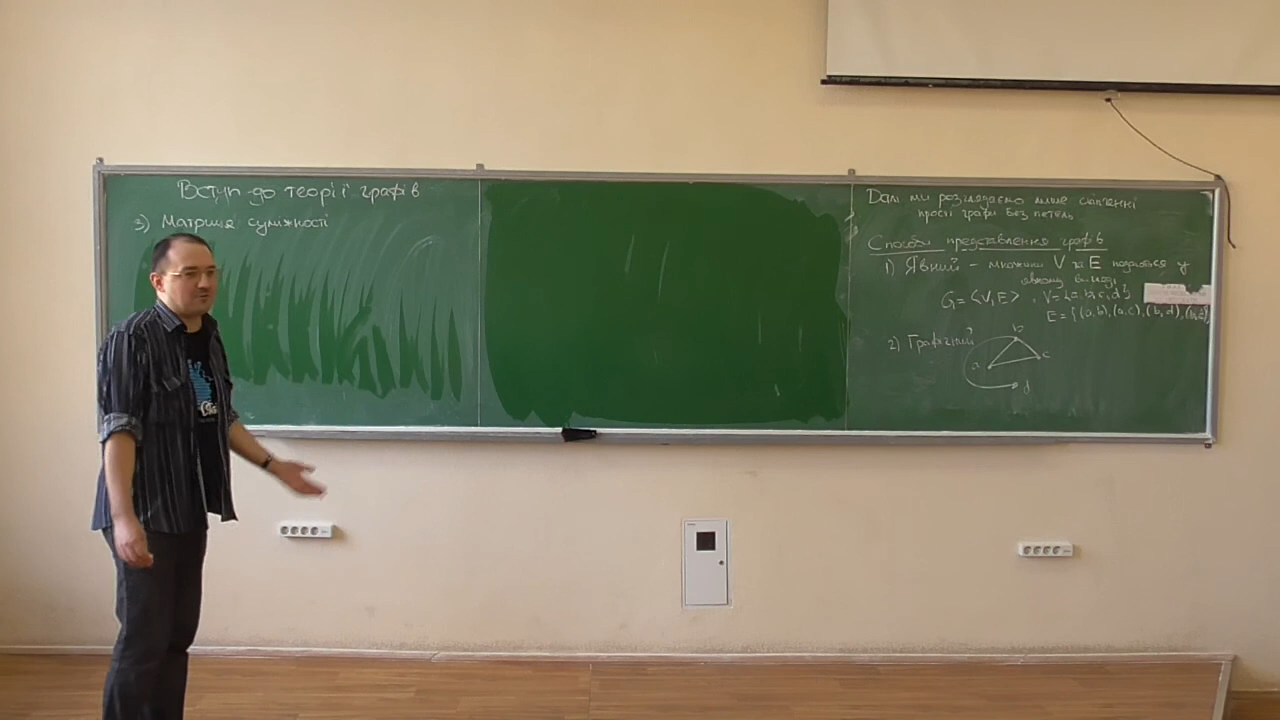 Вступ до теорії графів
3) Матриця суміжності
Далі ми розглядаємо лише скінченні
прості графи без петель
Способи представлення графів
1) Явний - множини V та E подаються у
явному вигляді
G = <V, E>, V = {a, b, c, d}
E = {(a, b), (a, c), (b, d), (b, c)}
2) Графічний
b
a
c
d